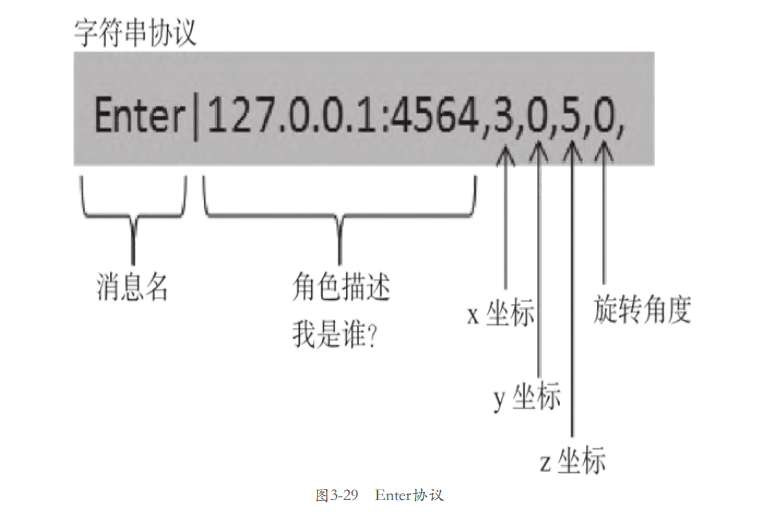 字符串协议
Enter|127.0.0.1:4564,3,0,5,0,
消息名
角色描述
我是谁?
x 坐标
旋转角度
y 坐标
z 坐标
图3-29 Enter协议